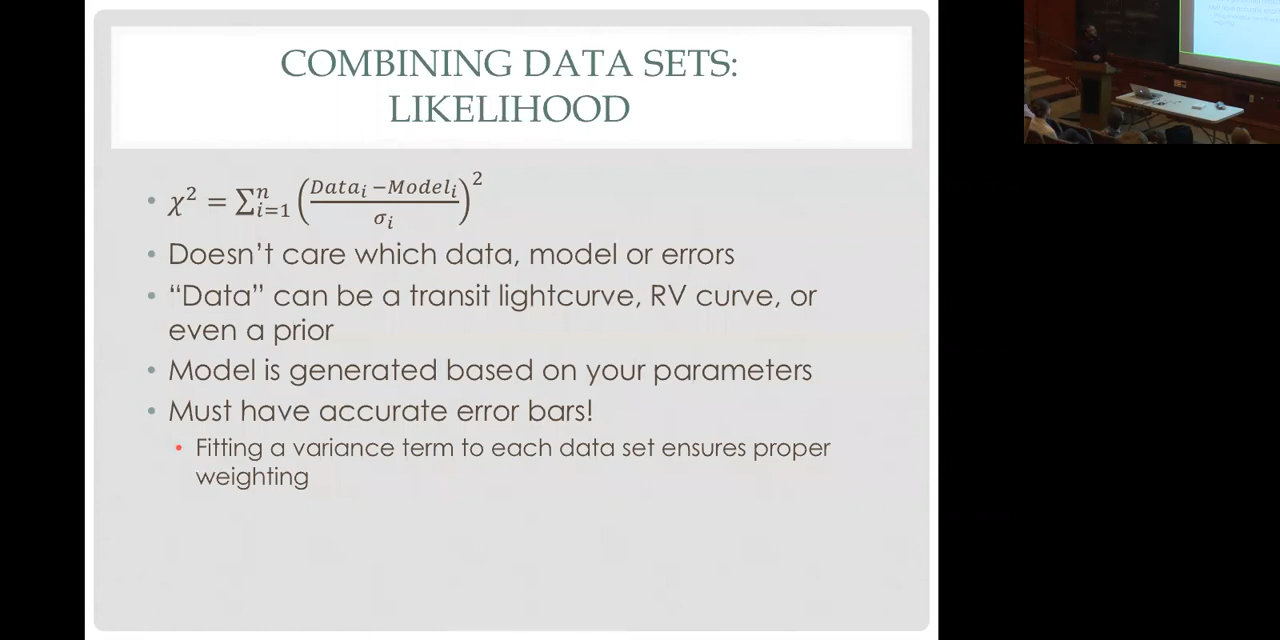 COMBINING DATA SETS:
LIKELIHOOD
• χ² = ∑ⁿᵢ₌₁ (Dataᵢ −Modelᵢ / σᵢ)²
• Doesn’t care which data, model or errors
• “Data” can be a transit lightcurve, RV curve, or
even a prior
• Model is generated based on your parameters
• Must have accurate error bars!
• Fitting a variance term to each data set ensures proper
weighting